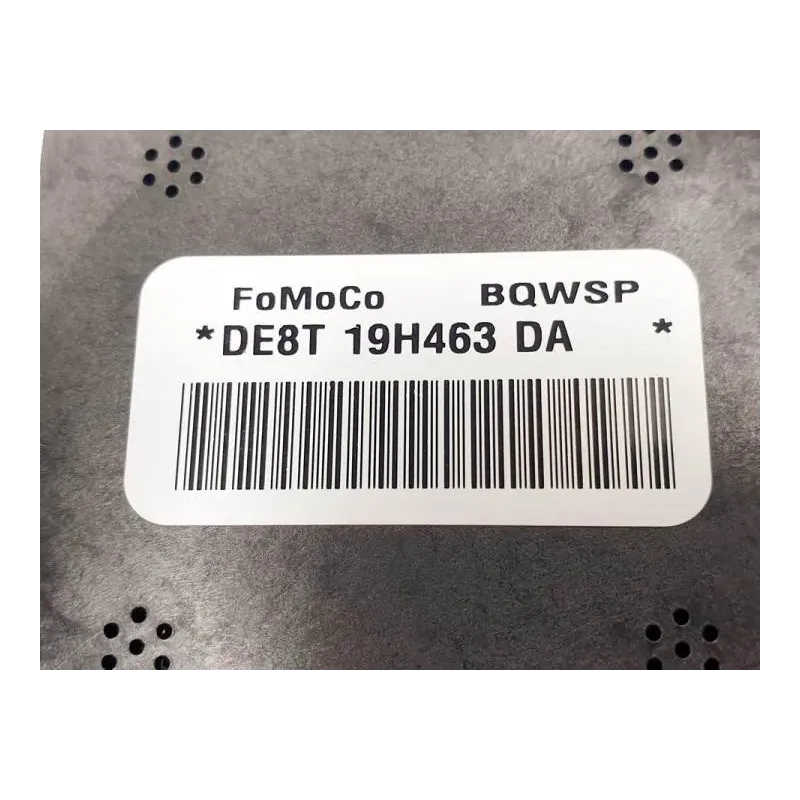 FoMoCo BQWSP
*DE8T 19H463 DA *